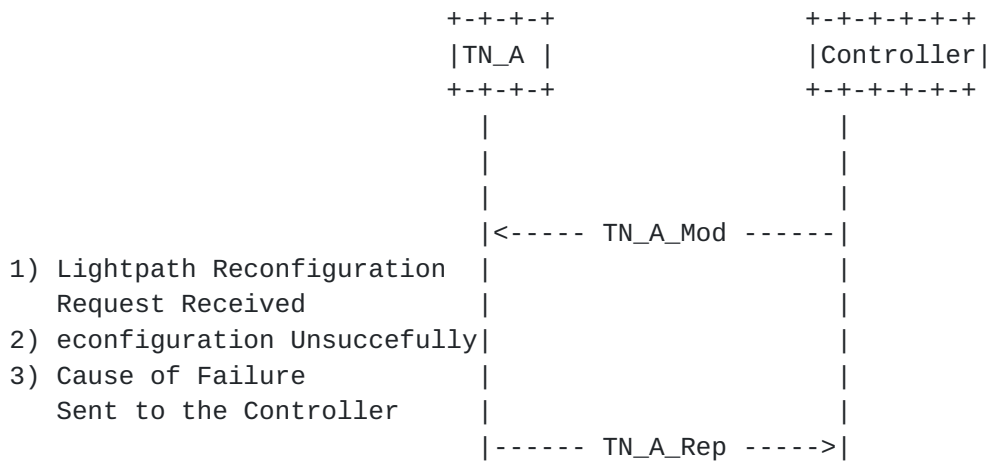 +-+-+-+ +-+-+-+-+-+
|TN_A | |Controller|
+-+-+-+ +-+-+-+-+-+
| |
| |
| |
|<----- TN_A_Mod ------|
1) Lightpath Reconfiguration | |
Request Received | |
2) econfiguration Unsuccefully| |
3) Cause of Failure | |
Sent to the Controller | |
|------ TN_A_Rep ----->|